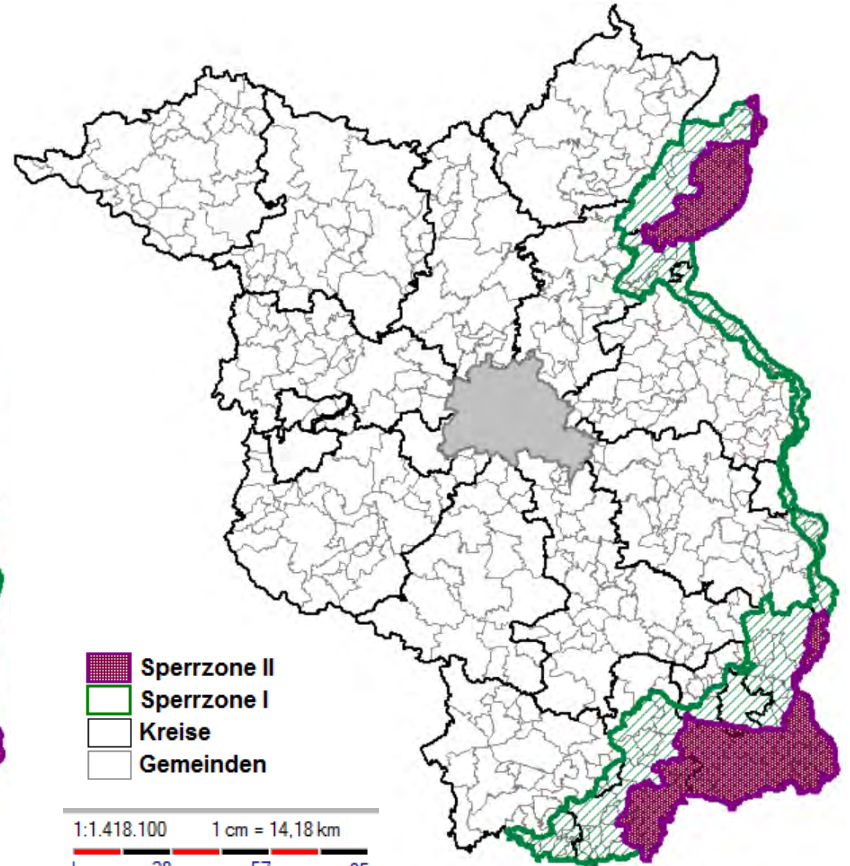 Sperrzone II
Sperrzone I
Kreise
Gemeinden
1:1.418.100 1 cm = 14,18 km